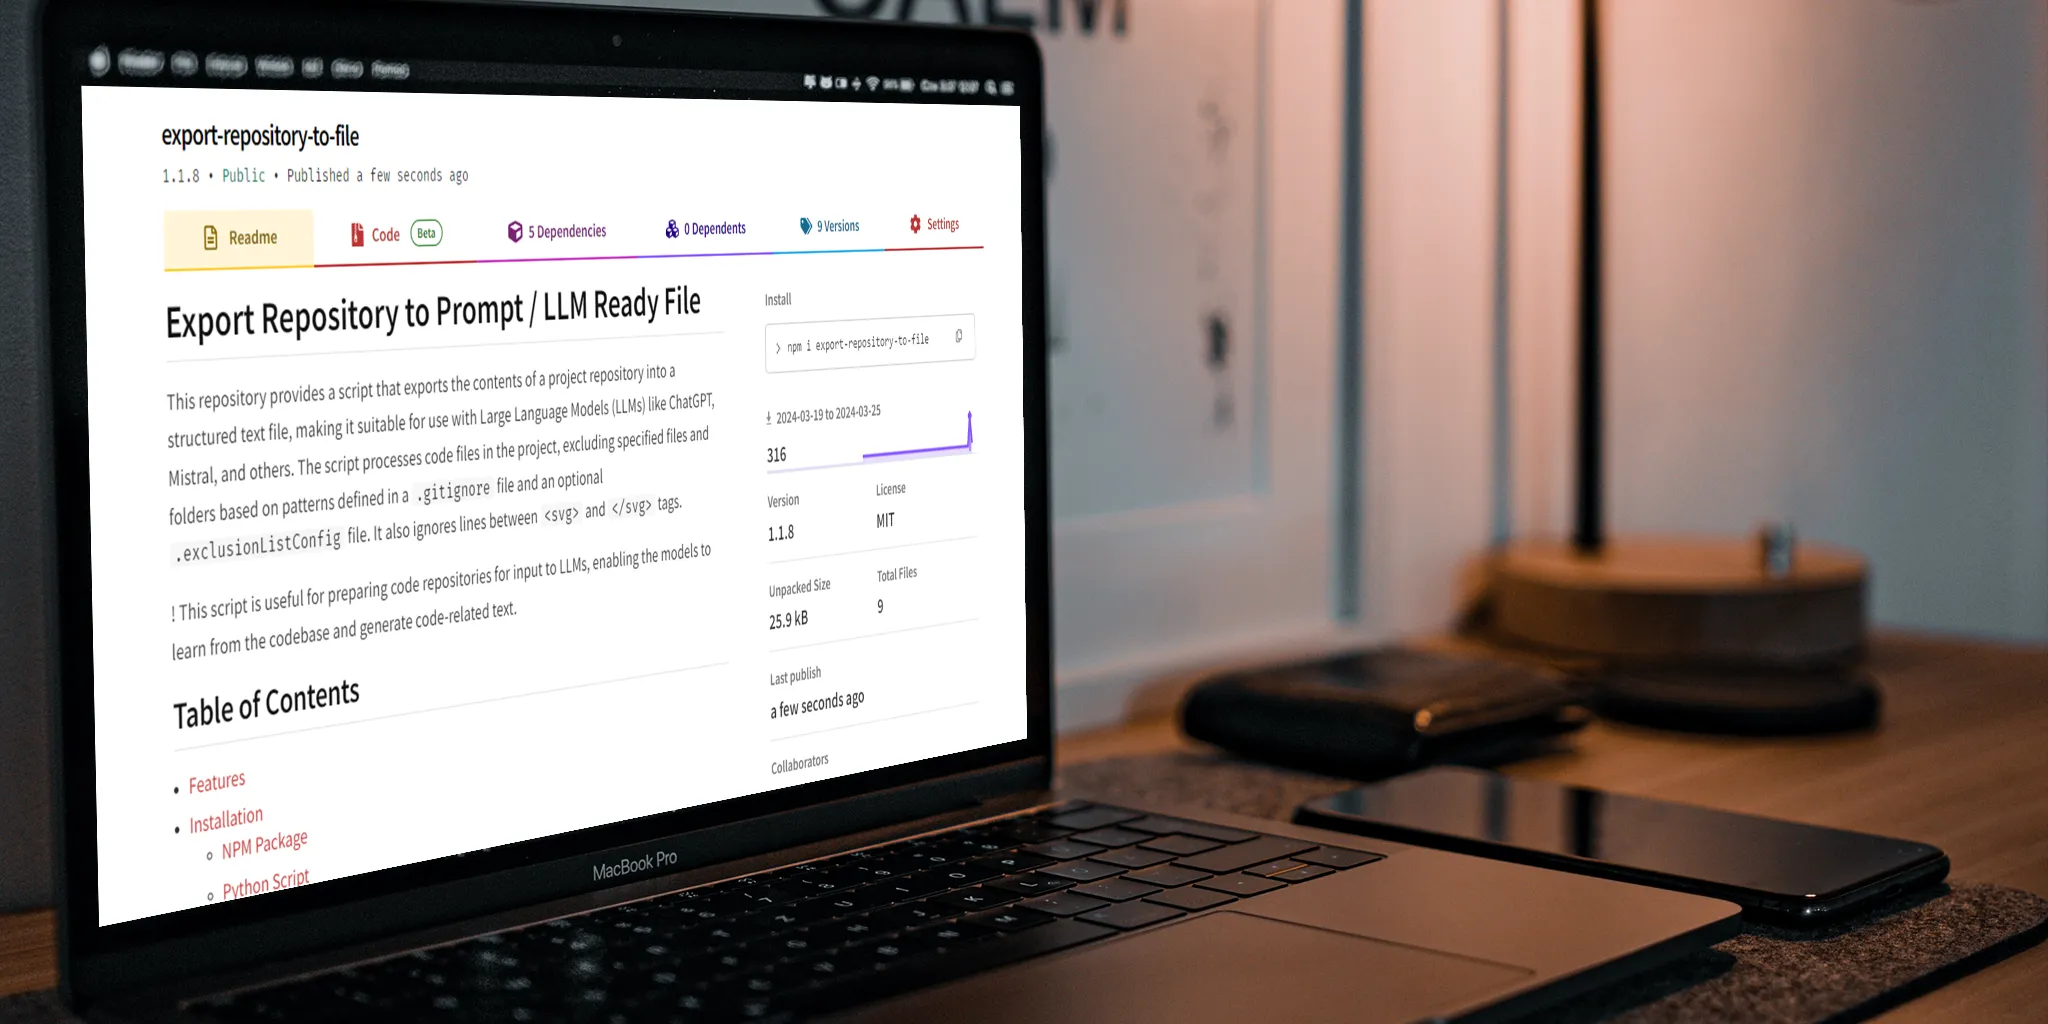 export-repository-to-file
1.1.8 • Public • Published a few seconds ago
Readme
Code Beta
5 Dependencies
0 Dependents
9 Versions
Settings
Export Repository to Prompt / LLM Ready File
This repository provides a script that exports the contents of a project repository into a
structured text file, making it suitable for use with Large Language Models (LLMs) like ChatGPT,
Mistral, and others. The script processes code files in the project, excluding specified files and
folders based on patterns defined in a .gitignore file and an optional
.exclusionListConfig file. It also ignores lines between <svg> and </svg> tags.
! This script is useful for preparing code repositories for input to LLMs, enabling the models to
learn from the codebase and generate code-related text.
Table of Contents
• Features
• Installation
◦ NPM Package
◦ Python Script
Install
> npm i export-repository-to-file
2024-03-19 to 2024-03-25
316
Version
1.1.8
License
MIT
Unpacked Size
25.9 kB
Total Files
9
Last publish
a few seconds ago
Collaborators
MacBook Pro